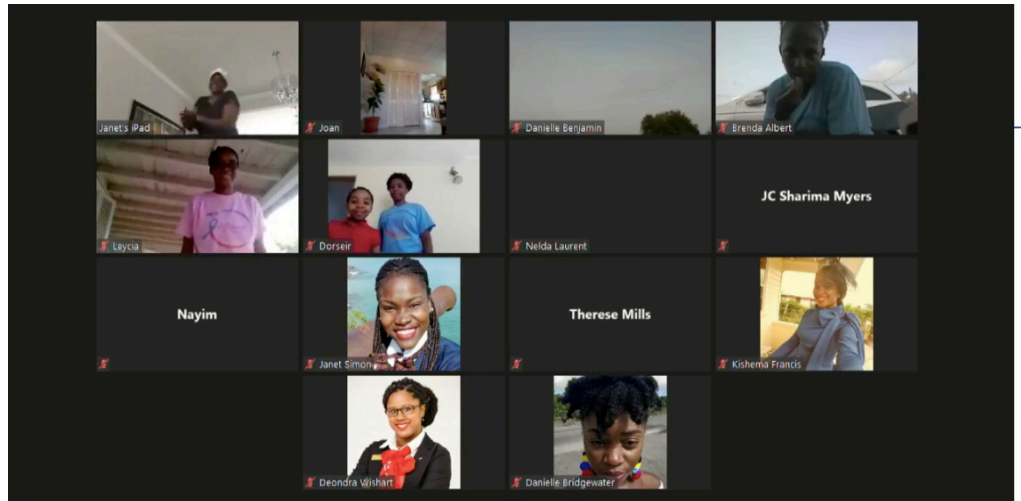 Janet's iPad
Joan
Danielle Benjamin
Brenda Albert
Leycia
Dorseir
Nelda Laurent
JC Sharima Myers
Nayim
Janet Simon
Therese Mills
Kishema Francis
Deondra Wishart
Danielle Bridgewater